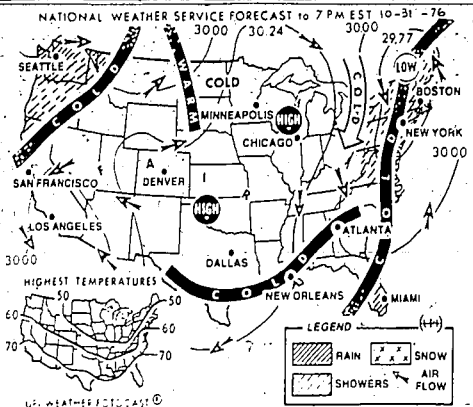 NATIONAL WEATHER SERVICE FORECAST to 7 PM EST 10-31-76
3000
30.24
3000
29.77
SEATTLE
COLD
WARM
COLD
COLD
LOW
BOSTON
MINNEAPOLIS
HIGH
CHICAGO
NEW YORK
3000
COLD
A
I
R
SAN FRANCISCO
DENVER
HIGH
LOS ANGELES
ATLANTA
3000
DALLAS
COLD
HIGHEST TEMPERATURES
NEW ORLEANS
MIAMI
50
50
60
60
70
70
LEGEND
RAIN
SNOW
SHOWERS
AIR FLOW
UPI WEATHER FOTOCAST ®